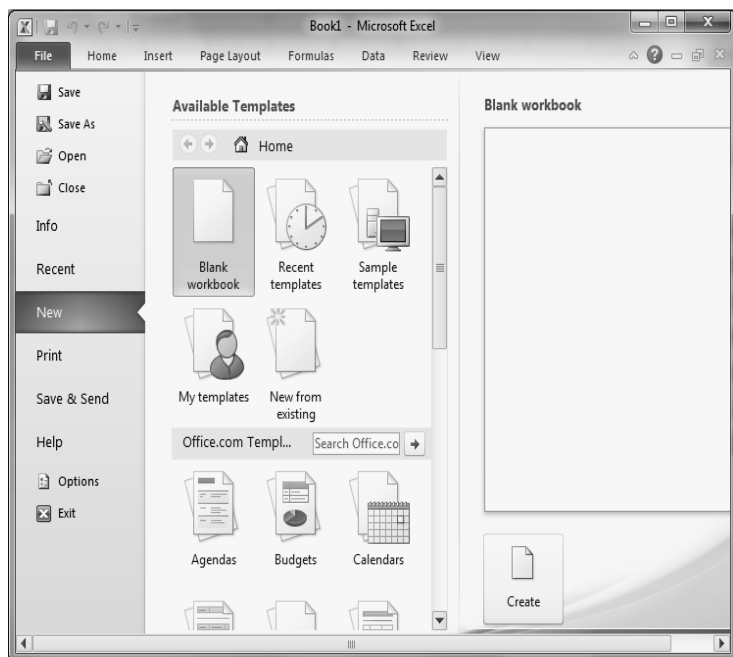 Book1 - Microsoft Excel
File Home Insert Page Layout Formulas Data Review View
Save
Save As
Open
Close
Info
Recent
New
Print
Save & Send
Help
Options
Exit
Available Templates
Home
Blank workbook
Recent templates
Sample templates
My templates
New from existing
Office.com Templ... Search Office.co
Agendas
Budgets
Calendars
Blank workbook
Create